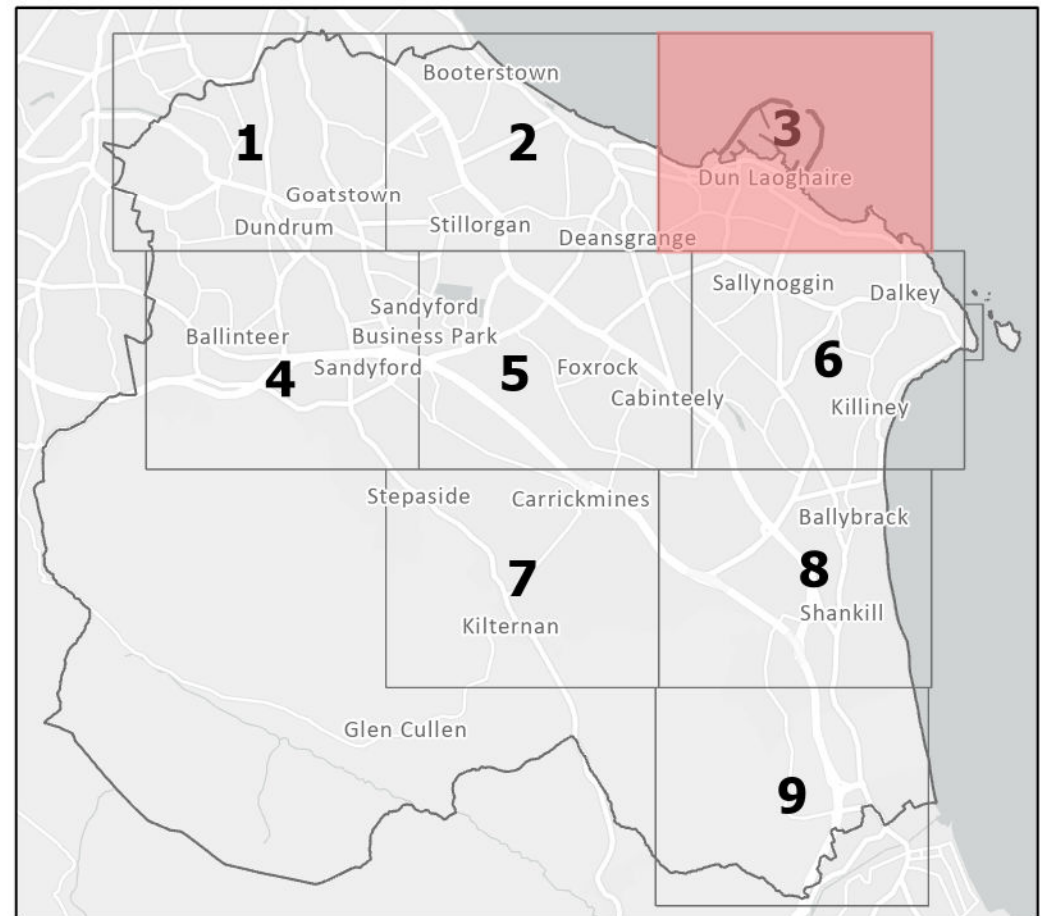 Booterstown
1
2
3
Dun Laoghaire
Goatstown
Dundrum
Stillorgan
Deansgrange
Sallynoggin
Dalkey
Sandyford
Business Park
Ballinteer
Sandyford
4
5
Foxrock
Cabinteely
6
Killiney
Stepaside
Carrickmines
Ballybrack
7
8
Kilternan
Shankill
Glen Cullen
9